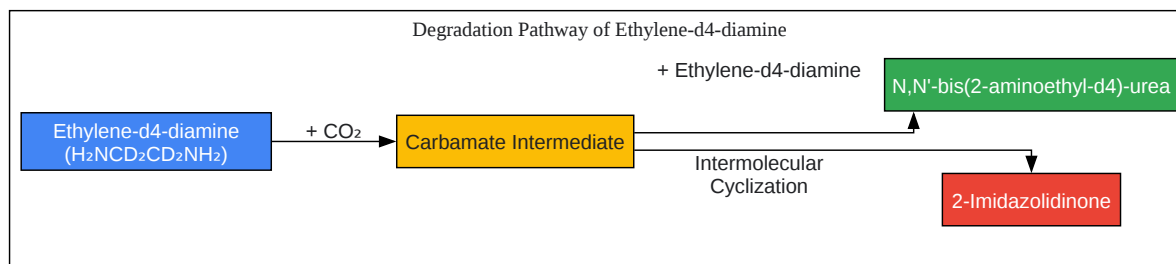 Degradation Pathway of Ethylene-d4-diamine
+ Ethylene-d4-diamine
N,N'-bis(2-aminoethyl-d4)-urea
Ethylene-d4-diamine
(H₂NCD₂CD₂NH₂)
+ CO₂
Carbamate Intermediate
Intermolecular
Cyclization
2-Imidazolidinone